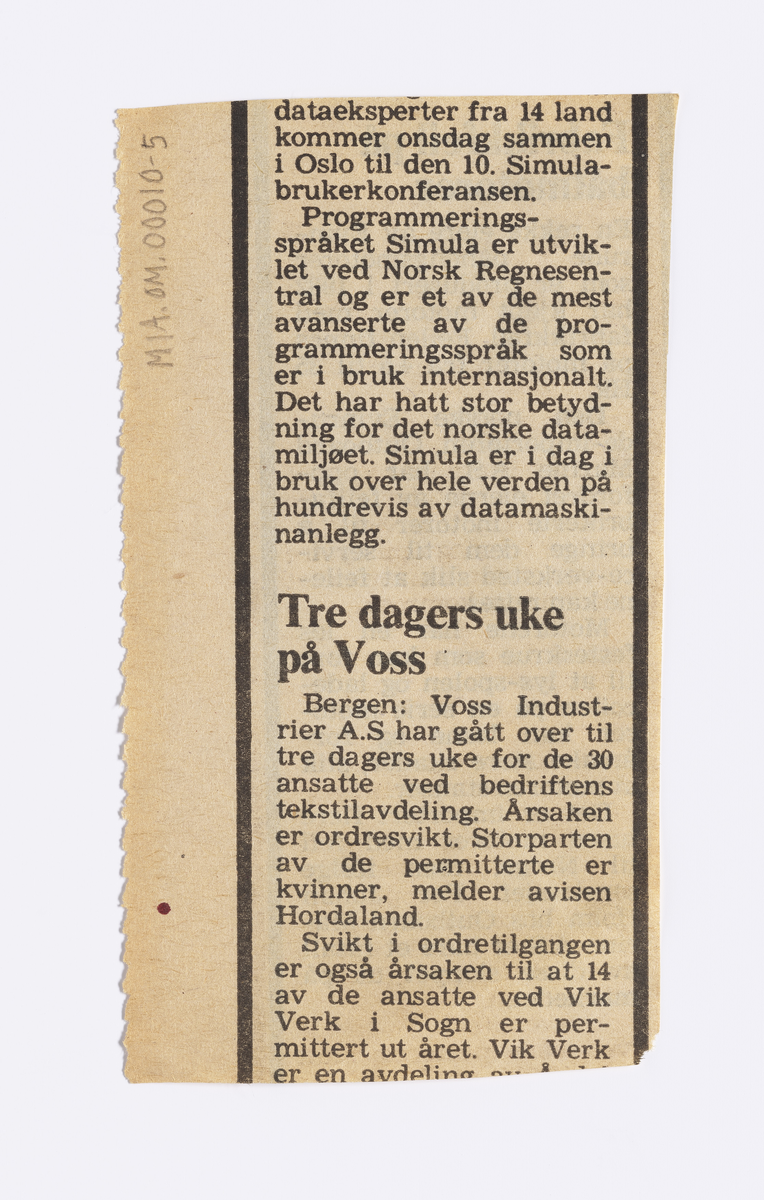 MIA.OM.00010-5
dataeksperter fra 14 land
kommer onsdag sammen
i Oslo til den 10. Simula-
brukerkonferansen.
Programmerings-
språket Simula er utvik-
let ved Norsk Regnesen-
tral og er et av de mest
avanserte av de pro-
grammeringsspråk som
er i bruk internasjonalt.
Det har hatt stor betyd-
ning for det norske data-
miljøet. Simula er i dag i
bruk over hele verden på
hundrevis av datamaski-
nanlegg.
Tre dagers uke
på Voss
Bergen: Voss Indust-
rier A.S har gått over til
tre dagers uke for de 30
ansatte ved bedriftens
tekstilavdeling. Årsaken
er ordresvikt. Storparten
av de permitterte er
kvinner, melder avisen
Hordaland.
Svikt i ordretilgangen
er også årsaken til at 14
av de ansatte ved Vik
Verk i Sogn er per-
mittert ut året. Vik Verk
er en avdeling av